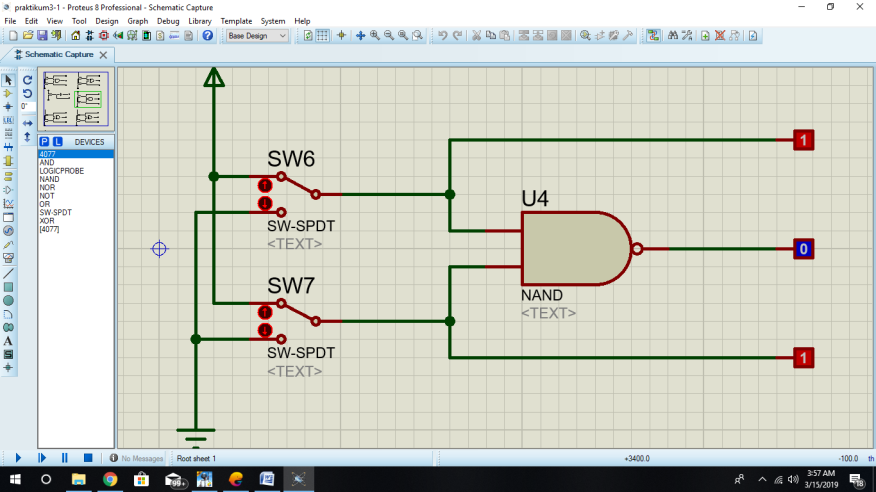 praktikum3-1 - Proteus 8 Professional - Schematic Capture
File Edit View Tool Design Graph Debug Library Template System Help
Base Design
Schematic Capture
0°
P L DEVICES
4077
AND
LOGICPROBE
NAND
NOR
NOT
OR
SW-SPDT
XOR
[4077]
LBL
A
SW6
SW-SPDT
<TEXT>
SW7
SW-SPDT
<TEXT>
U4
NAND
<TEXT>
1
0
1
No Messages
Root sheet 1
+3400.0
-100.0
th
99+
3:57 AM
3/15/2019
18